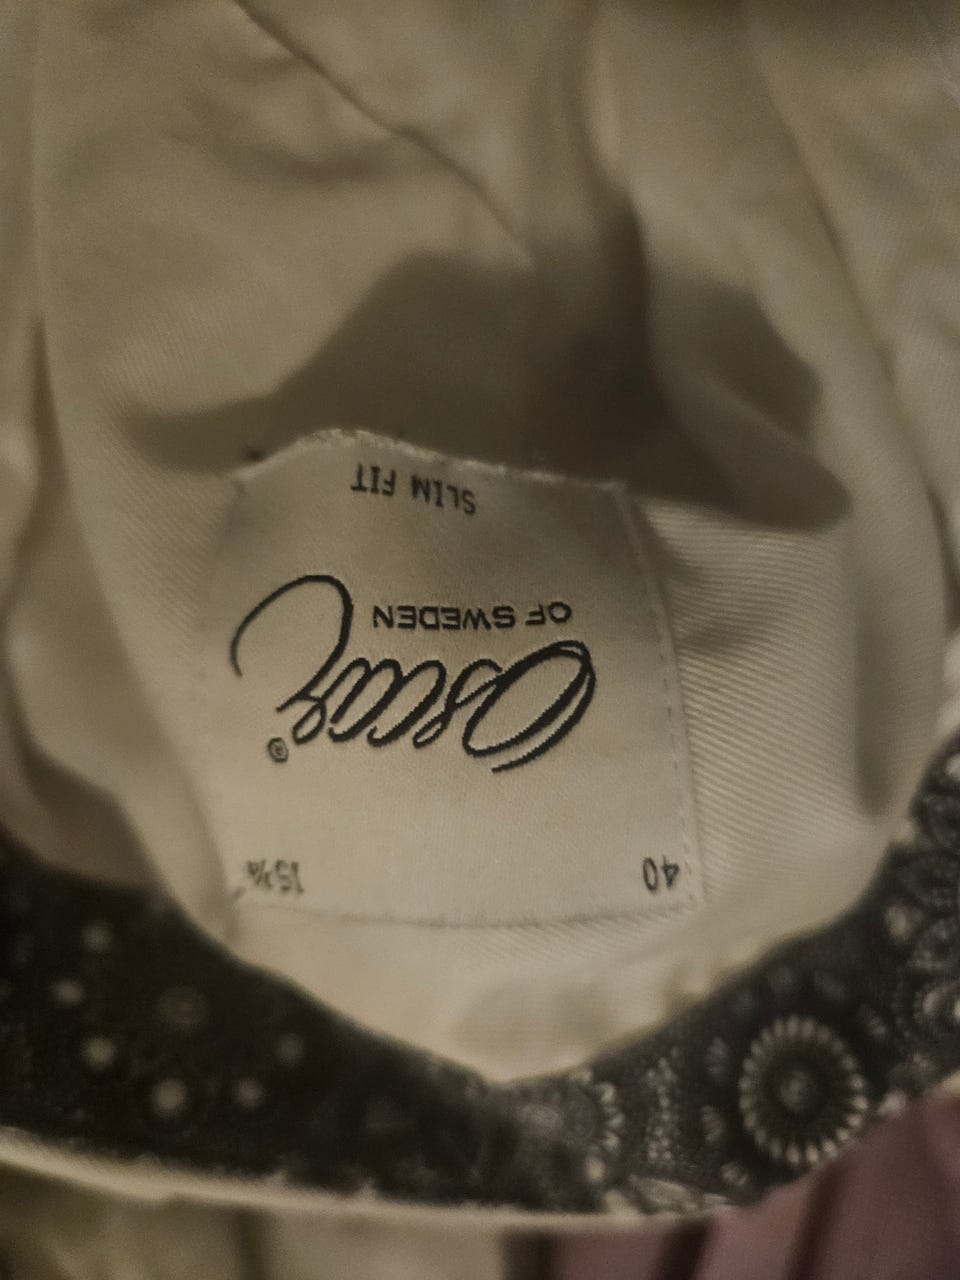 40 15¾
Oscar®
OF SWEDEN
SLIM FIT